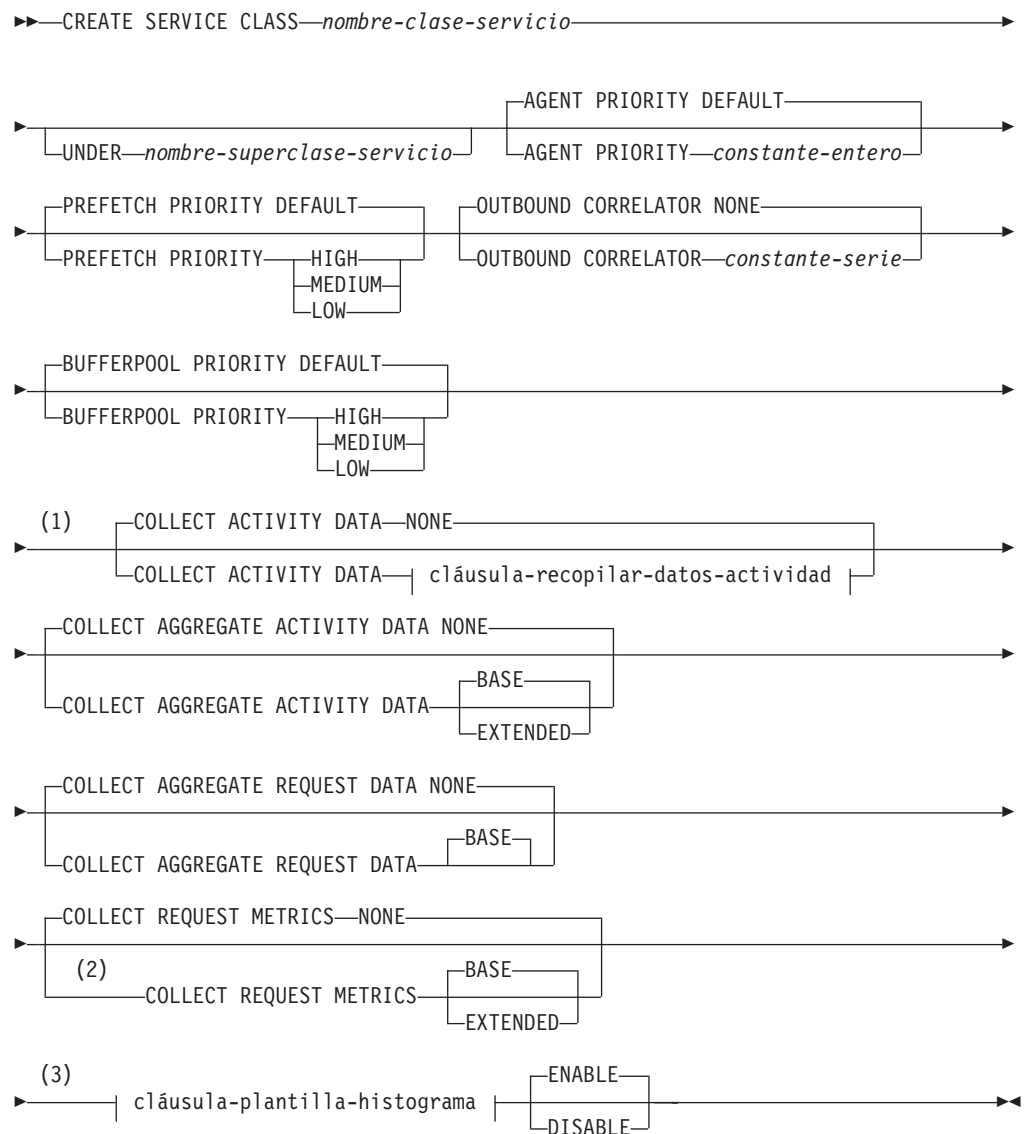 CREATE SERVICE CLASS nombre-clase-servicio
AGENT PRIORITY DEFAULT
UNDER nombre-superclase-servicio AGENT PRIORITY constante-entero
PREFETCH PRIORITY DEFAULT OUTBOUND CORRELATOR NONE
PREFETCH PRIORITY HIGH OUTBOUND CORRELATOR constante-serie
MEDIUM
LOW
BUFFERPOOL PRIORITY DEFAULT
BUFFERPOOL PRIORITY HIGH
MEDIUM
LOW
(1) COLLECT ACTIVITY DATA NONE
COLLECT ACTIVITY DATA cláusula-recopilar-datos-actividad
COLLECT AGGREGATE ACTIVITY DATA NONE
BASE
COLLECT AGGREGATE ACTIVITY DATA
EXTENDED
COLLECT AGGREGATE REQUEST DATA NONE
BASE
COLLECT AGGREGATE REQUEST DATA
COLLECT REQUEST METRICS NONE
(2) BASE
COLLECT REQUEST METRICS
EXTENDED
(3) ENABLE
cláusula-plantilla-histograma
DISABLE